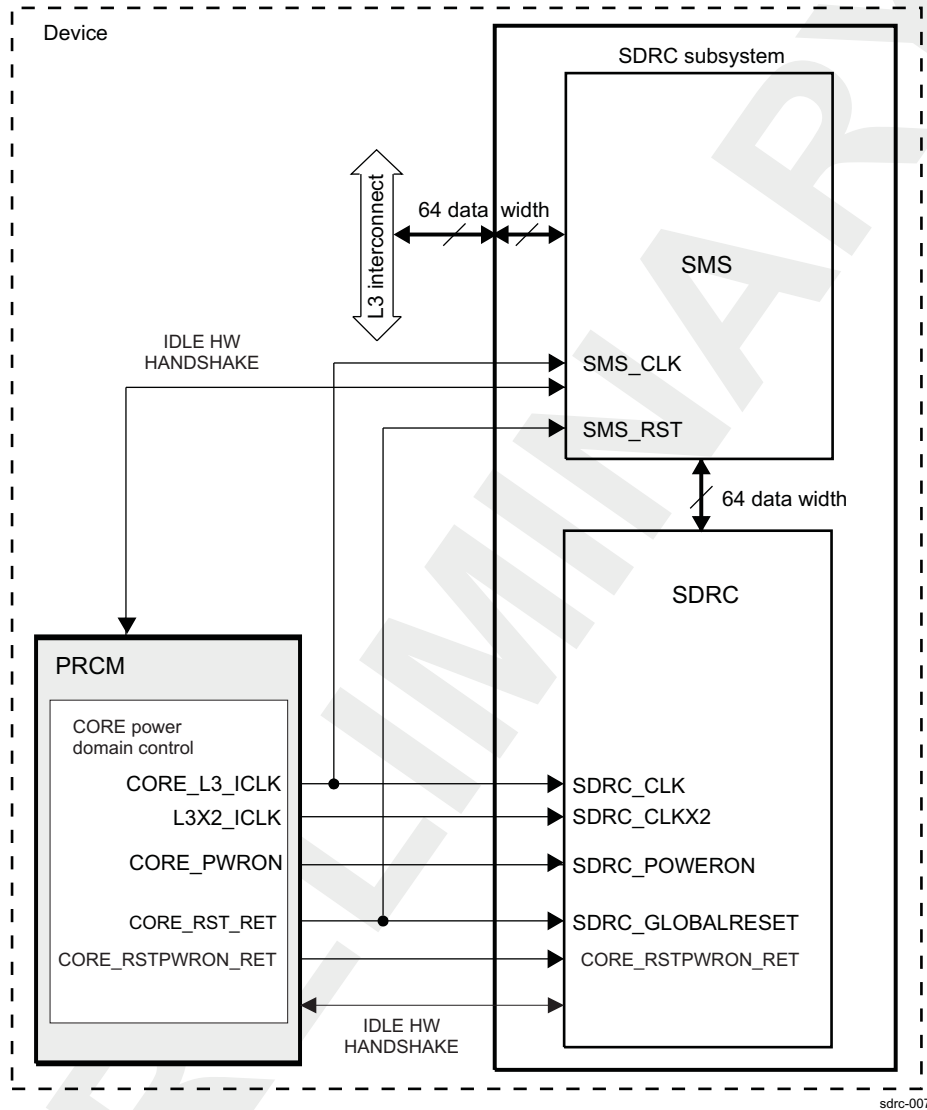 Device
SDRC subsystem
L3 interconnect
64 data width
SMS
IDLE HW
HANDSHAKE
SMS_CLK
SMS_RST
64 data width
SDRC
PRCM
CORE power
domain control
CORE_L3_ICLK
SDRC_CLK
L3X2_ICLK
SDRC_CLKX2
CORE_PWRON
SDRC_POWERON
CORE_RST_RET
SDRC_GLOBALRESET
CORE_RSTPWRON_RET
CORE_RSTPWRON_RET
IDLE HW
HANDSHAKE
sdrc-007